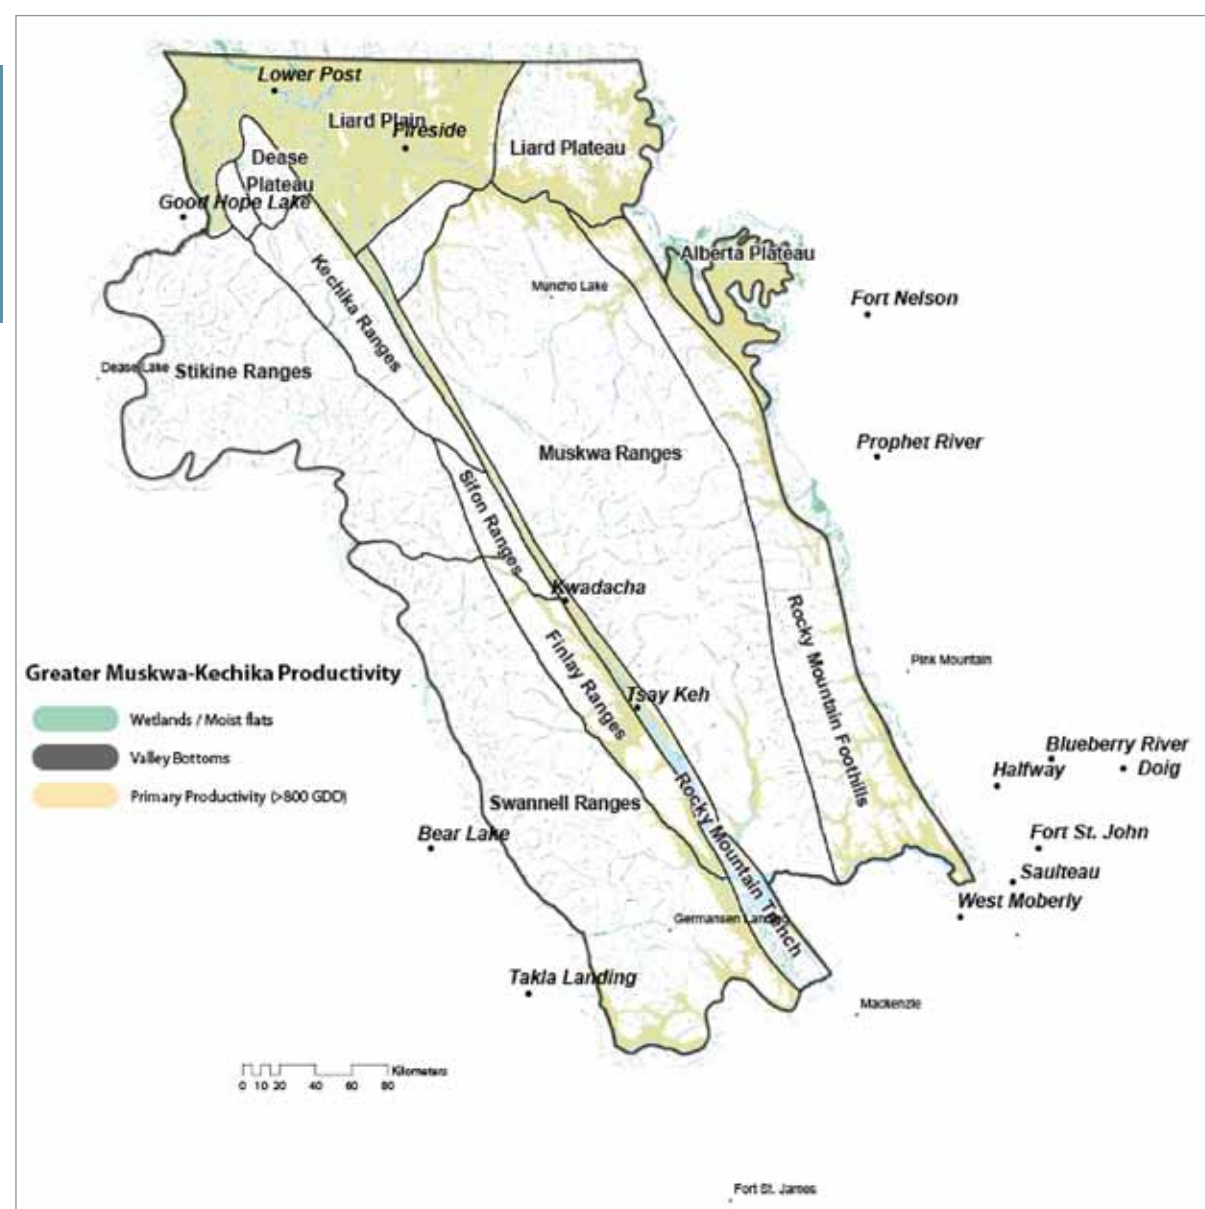 Lower Post
Liard Plain
Fireside
Liard Plateau
Dease
Plateau
Good Hope Lake
Alberta Plateau
Kechika Ranges
Muncho Lake
Fort Nelson
Dease Lake
Stikine Ranges
Muskwa Ranges
Prophet River
Sifon Ranges
Kwadacha
Rocky Mountain Foothills
Finlay Ranges
Pink Mountain
Greater Muskwa-Kechika Productivity
Tsay Keh
Wetlands / Moist flats
Valley Bottoms
Primary Productivity (>800 GDD)
Blueberry River
Halfway
Doig
Rocky Mountain Trench
Swannell Ranges
Bear Lake
Fort St. John
Saulteau
West Moberly
Germansen Landing
Takla Landing
Mackenzie
Kilometers
0 10 20 40 60 80
Fort St. James